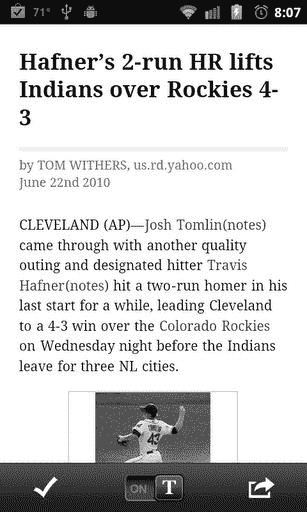 71°
8:07
Hafner’s 2-run HR lifts
Indians over Rockies 4-
3
by TOM WITHERS, us.rd.yahoo.com
June 22nd 2010
CLEVELAND (AP)—Josh Tomlin(notes)
came through with another quality
outing and designated hitter Travis
Hafner(notes) hit a two-run homer in his
last start for a while, leading Cleveland
to a 4-3 win over the Colorado Rockies
on Wednesday night before the Indians
leave for three NL cities.
43
ON T